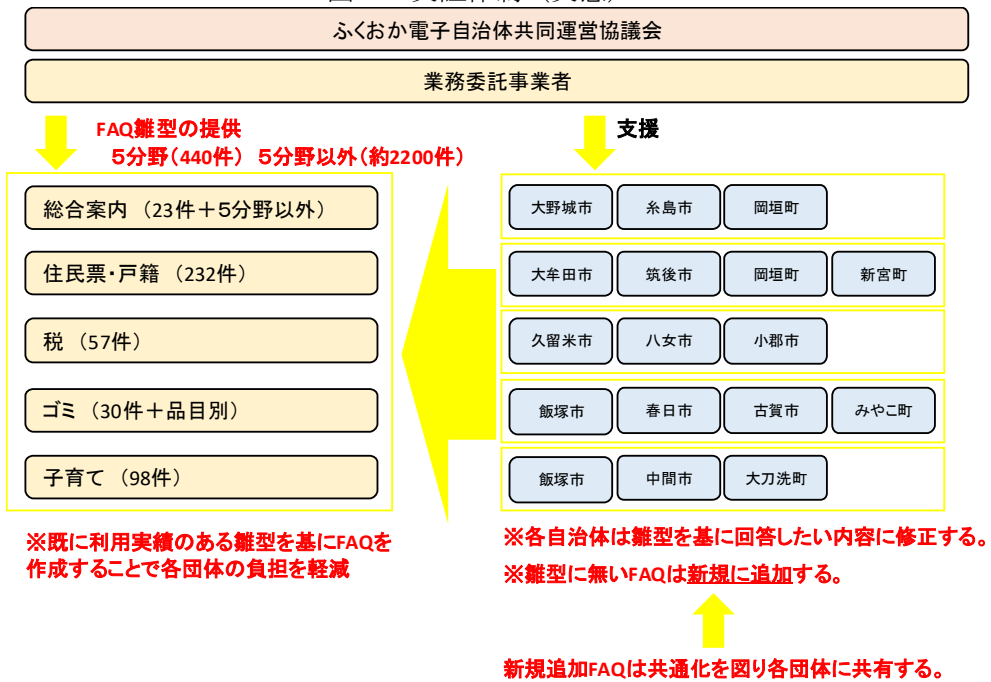 ふくおか電子自治体共同運営協議会
業務委託事業者
FAQ雛型の提供
5分野(440件) 5分野以外(約2200件)
支援
総合案内 (23件+5分野以外)
住民票・戸籍 (232件)
税 (57件)
ゴミ (30件+品目別)
子育て (98件)
大野城市 糸島市 岡垣町
大牟田市 筑後市 岡垣町 新宮町
久留米市 八女市 小郡市
飯塚市 春日市 古賀市 みやこ町
飯塚市 中間市 大刀洗町
※既に利用実績のある雛型を基にFAQを
作成することで各団体の負担を軽減
※各自治体は雛型を基に回答したい内容に修正する。
※雛型に無いFAQは新規に追加する。
新規追加FAQは共通化を図り各団体に共有する。